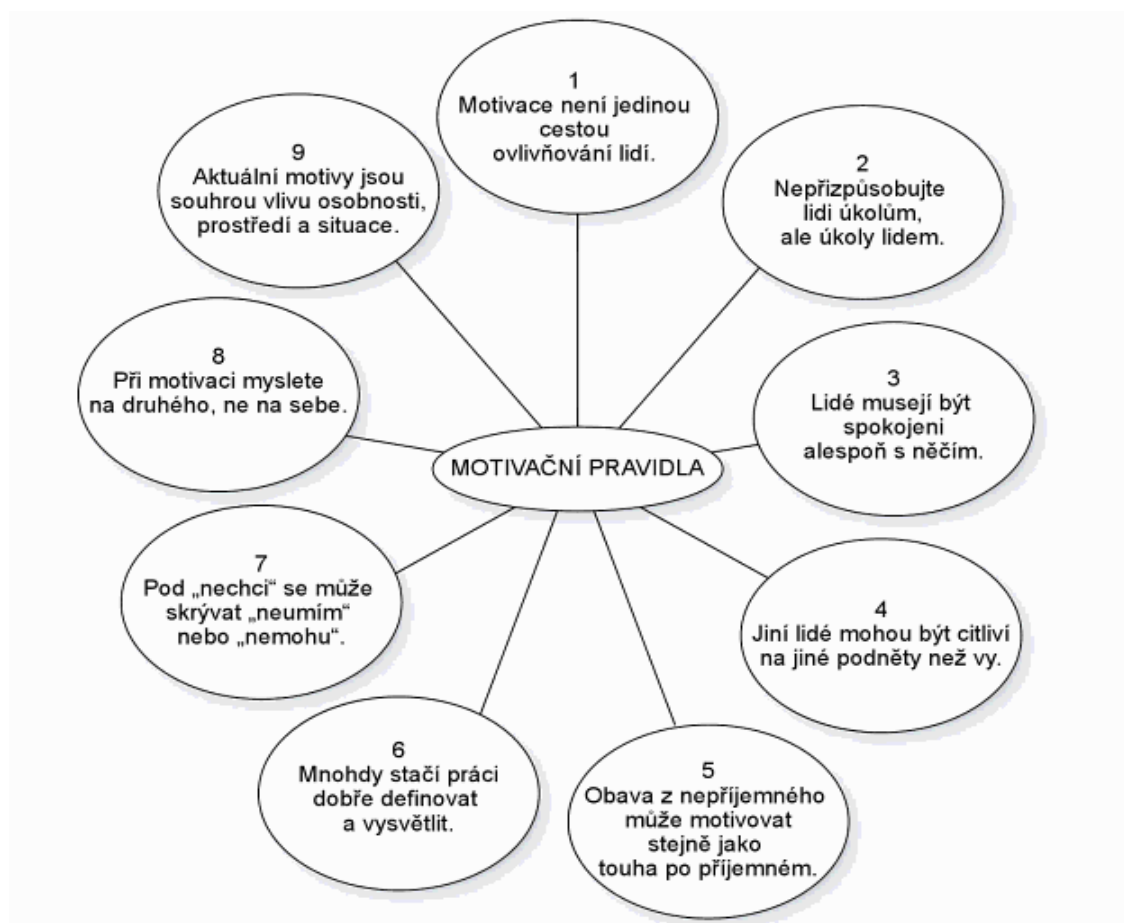 1
Motivace není jedinou
cestou
ovlivňování lidí.
2
Nepřizpůsobujte
lidi úkolům,
ale úkoly lidem.
3
Lidé musejí být
spokojeni
alespoň s něčím.
4
Jiní lidé mohou být citliví
na jiné podněty než vy.
5
Obava z nepříjemného
může motivovat
stejně jako
touha po příjemném.
6
Mnohdy stačí práci
dobře definovat
a vysvětlit.
7
Pod „nechci“ se může
skrývat „neumím“
nebo „nemohu“.
8
Při motivaci myslete
na druhého, ne na sebe.
9
Aktuální motivy jsou
souhrou vlivu osobnosti,
prostředí a situace.
MOTIVAČNÍ PRAVIDLA